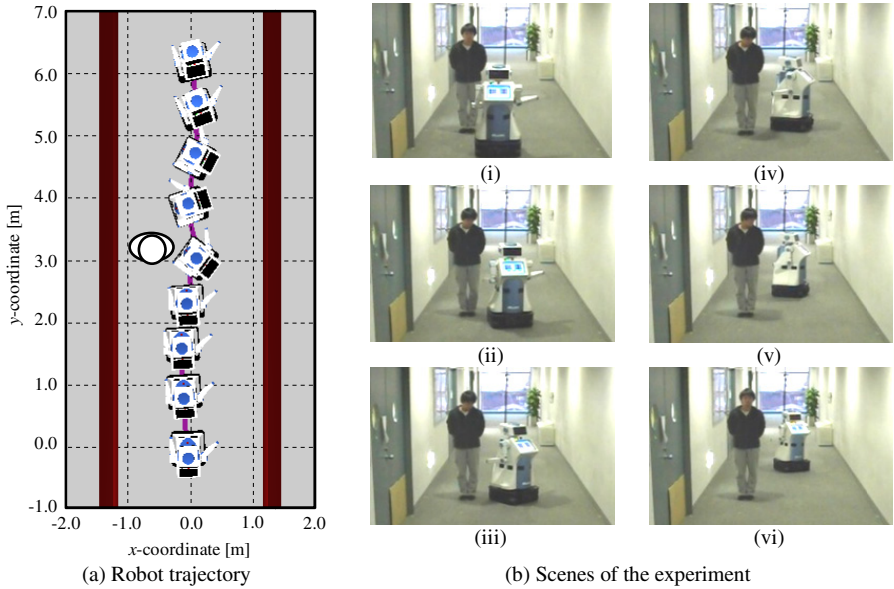 7.0
6.0
5.0
4.0
3.0
2.0
1.0
0.0
-1.0
y-coordinate [m]
-2.0 -1.0 0.0 1.0 2.0
x-coordinate [m]
(a) Robot trajectory
(i)
(ii)
(iii)
(iv)
(v)
(vi)
(b) Scenes of the experiment